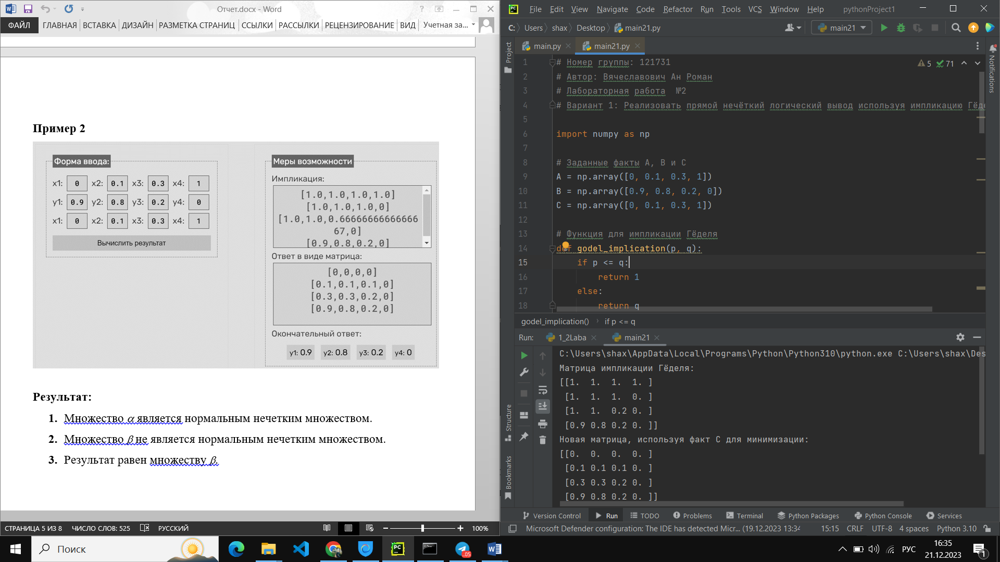 Отчет.docx - Word
ФАЙЛ ГЛАВНАЯ ВСТАВКА ДИЗАЙН РАЗМЕТКА СТРАНИЦ ССЫЛКИ РАССЫЛКИ РЕЦЕНЗИРОВАНИЕ ВИД Учетная за...
Пример 2
Форма ввода:
x1: 0 x2: 0.1 x3: 0.3 x4: 1
y1: 0.9 y2: 0.8 y3: 0.2 y4: 0
x1: 0 x2: 0.1 x3: 0.3 x4: 1
Вычислить результат
Меры возможности
Импликация:
[1.0,1.0,1.0,1.0]
[1.0,1.0,1.0,0]
[1.0,1.0,0.66666666666666
67,0]
[0.9,0.8,0.2,0]
Ответ в виде матрица:
[0,0,0,0]
[0.1,0.1,0.1,0]
[0.3,0.3,0.2,0]
[0.9,0.8,0.2,0]
Окончательный ответ:
y1: 0.9 y2: 0.8 y3: 0.2 y4: 0
Результат:
1. Множество α является нормальным нечетким множеством.
2. Множество β не является нормальным нечетким множеством.
3. Результат равен множеству β.
СТРАНИЦА 5 ИЗ 8 ЧИСЛО СЛОВ: 525 РУССКИЙ 100%
File Edit View Navigate Code Refactor Run Tools VCS Window Help pythonProject1
C: Users shax Desktop main21.py main21
Project
main.py main21.py
Notifications
5 71
1 # Номер группы: 121731
2 # Автор: Вячеславович Ан Роман
3 # Лабораторная работа №2
4 # Вариант 1: Реализовать прямой нечёткий логический вывод используя импликацию Гёде
5
6 import numpy as np
7
8 # Заданные факты A, B и C
9 A = np.array([0, 0.1, 0.3, 1])
10 B = np.array([0.9, 0.8, 0.2, 0])
11 C = np.array([0, 0.1, 0.3, 1])
12
13 # Функция для импликации Гёделя
14 def godel_implication(p, q):
15 if p <= q:
16 return 1
17 else:
18 return q
godel_implication() if p <= q
Run: 1_2Laba main21
C:\Users\shax\AppData\Local\Programs\Python\Python310\python.exe C:\Users\shax\Des
Матрица импликации Гёделя:
[[1. 1. 1. 1. ]
[1. 1. 1. 0. ]
[1. 1. 0.2 0. ]
[0.9 0.8 0.2 0. ]]
Новая матрица, используя факт C для минимизации:
[[0. 0. 0. 0. ]
[0.1 0.1 0.1 0. ]
[0.3 0.3 0.2 0. ]
[0.9 0.8 0.2 0. ]]
Structure
Bookmarks
Version Control Run TODO Problems Terminal Python Packages Python Console Services
Microsoft Defender configuration: The IDE has detected Micr... (19.12.2023 13:34 15:15 CRLF UTF-8 4 spaces Python 3.10
Поиск
PC
05
РУС
16:35
21.12.2023
1